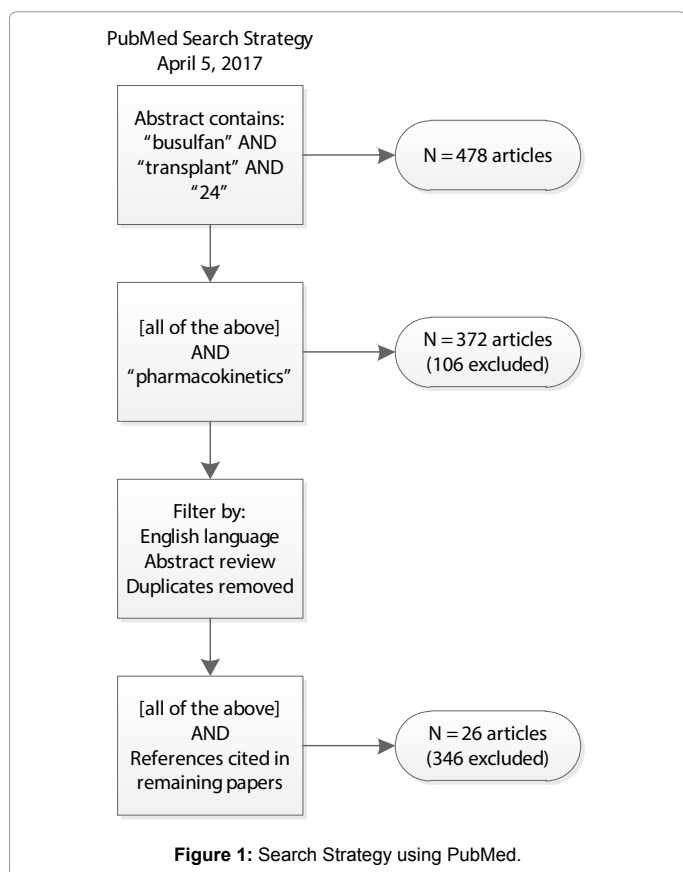 PubMed Search Strategy
April 5, 2017
Abstract contains:
“busulfan” AND
“transplant” AND
“24”
N = 478 articles
[all of the above]
AND
“pharmacokinetics”
N = 372 articles
(106 excluded)
Filter by:
English language
Abstract review
Duplicates removed
[all of the above]
AND
References cited in
remaining papers
N = 26 articles
(346 excluded)
Figure 1: Search Strategy using PubMed.